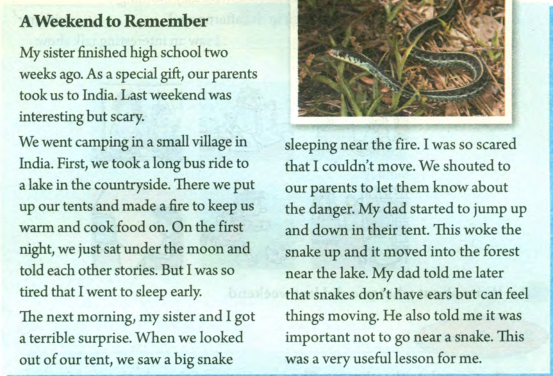 A Weekend to Remember
My sister finished high school two
weeks ago. As a special gift, our parents
took us to India. Last weekend was
interesting but scary.
We went camping in a small village in
India. First, we took a long bus ride to
a lake in the countryside. There we put
up our tents and made a fire to keep us
warm and cook food on. On the first
night, we just sat under the moon and
told each other stories. But I was so
tired that I went to sleep early.
The next morning, my sister and I got
a terrible surprise. When we looked
out of our tent, we saw a big snake
sleeping near the fire. I was so scared
that I couldn't move. We shouted to
our parents to let them know about
the danger. My dad started to jump up
and down in their tent. This woke the
snake up and it moved into the forest
near the lake. My dad told me later
that snakes don't have ears but can feel
things moving. He also told me it was
important not to go near a snake. This
was a very useful lesson for me.